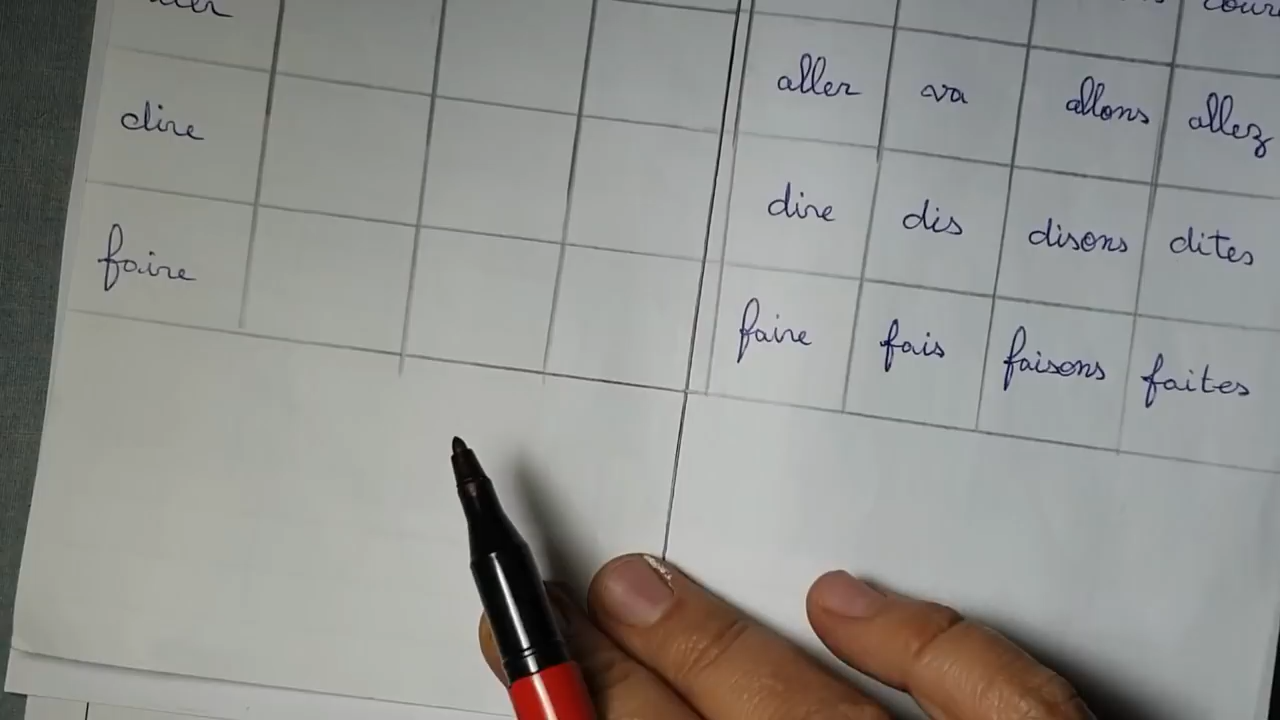 aller va allons allez
dire
dire dis disons dites
faire
faire fais faisons faites